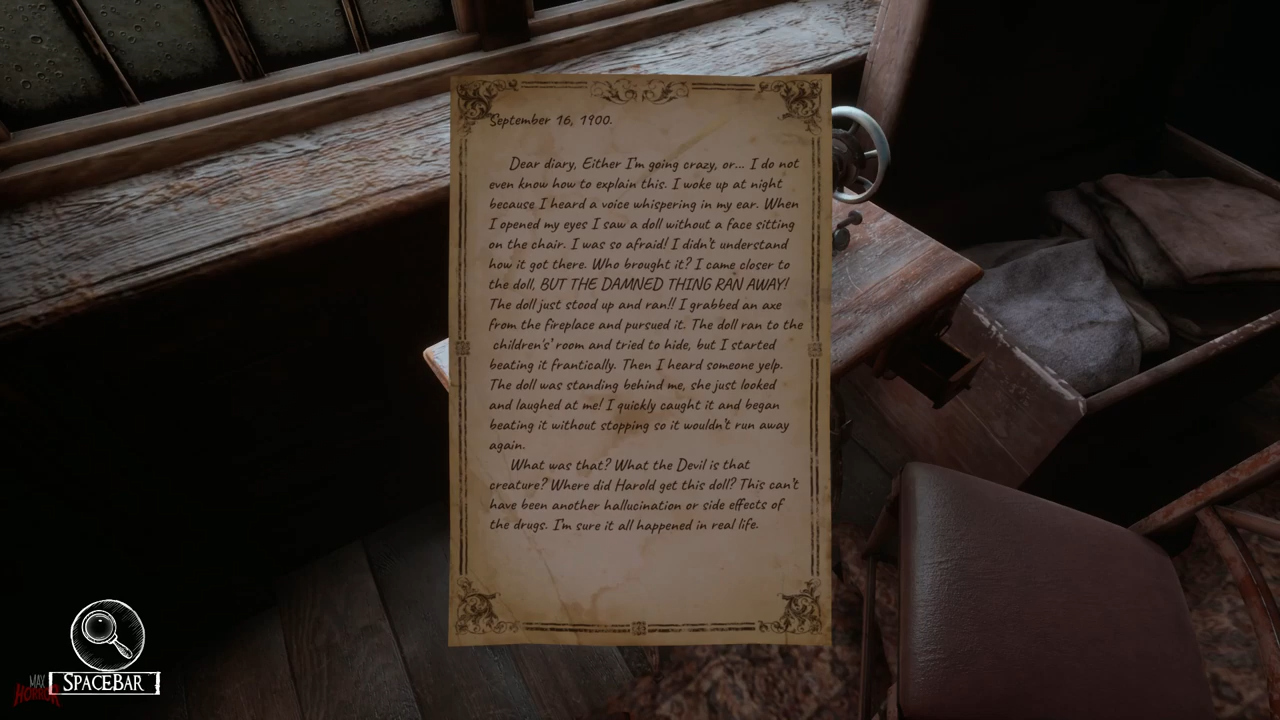 September 16, 1900.
Dear diary, Either I'm going crazy, or... I do not
even know how to explain this. I woke up at night
because I heard a voice whispering in my ear. When
I opened my eyes I saw a doll without a face sitting
on the chair. I was so afraid! I didn't understand
how it got there. Who brought it? I came closer to
the doll, BUT THE DAMNED THING RAN AWAY!
The doll just stood up and ran!! I grabbed an axe
from the fireplace and pursued it. The doll ran to the
children's' room and tried to hide, but I started
beating it frantically. Then I heard someone yelp.
The doll was standing behind me, she just looked
and laughed at me! I quickly caught it and began
beating it without stopping so it wouldn't run away
again.
What was that? What the Devil is that
creature? Where did Harold get this doll? This can't
have been another hallucination or side effects of
the drugs. I'm sure it all happened in real life.
SPACEBAR
MAX
HORROR